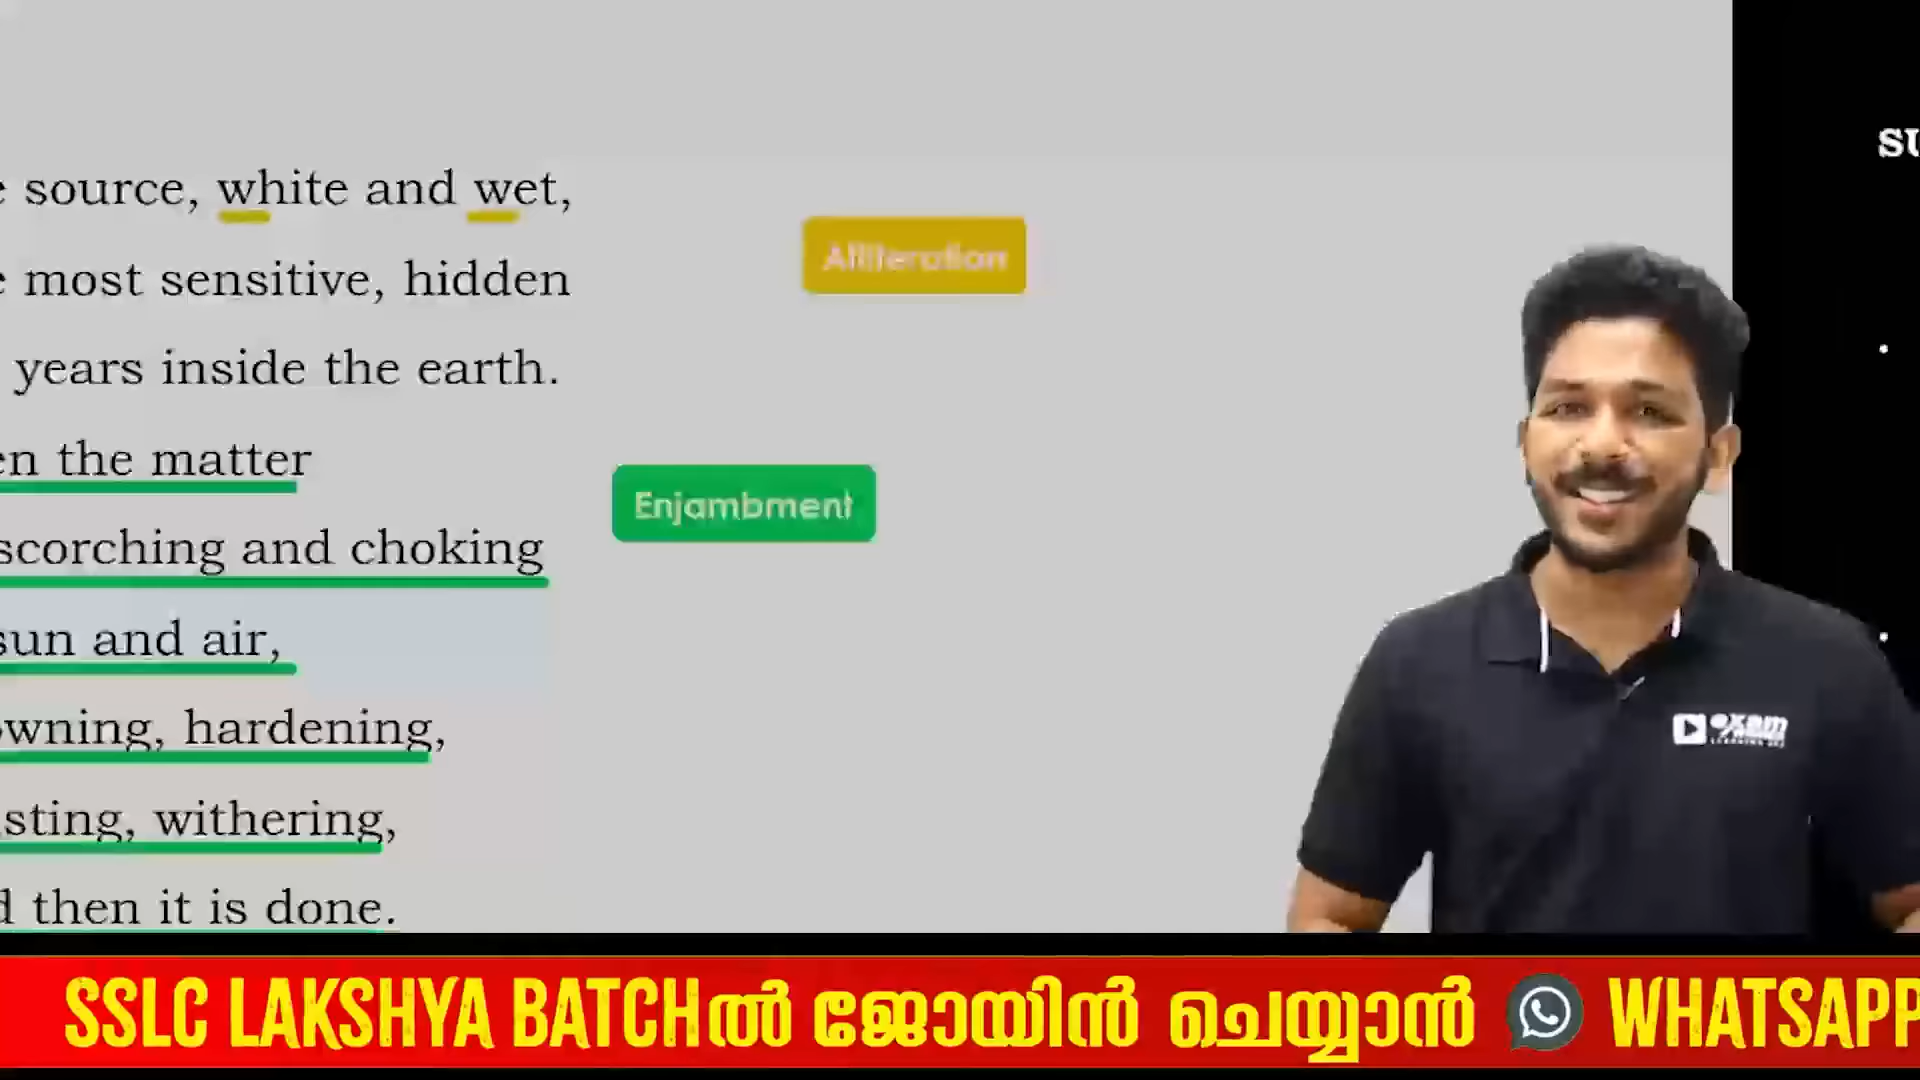 source, white and wet,
Alliteration
most sensitive, hidden
years inside the earth.
the matter
Enjambment
scorching and choking
sun and air,
hardening,
withering,
then it is done.
exam
SSLC LAKSHYA BATCHൽ ജോയിൻ ചെയ്യാൻ WHATSAPP